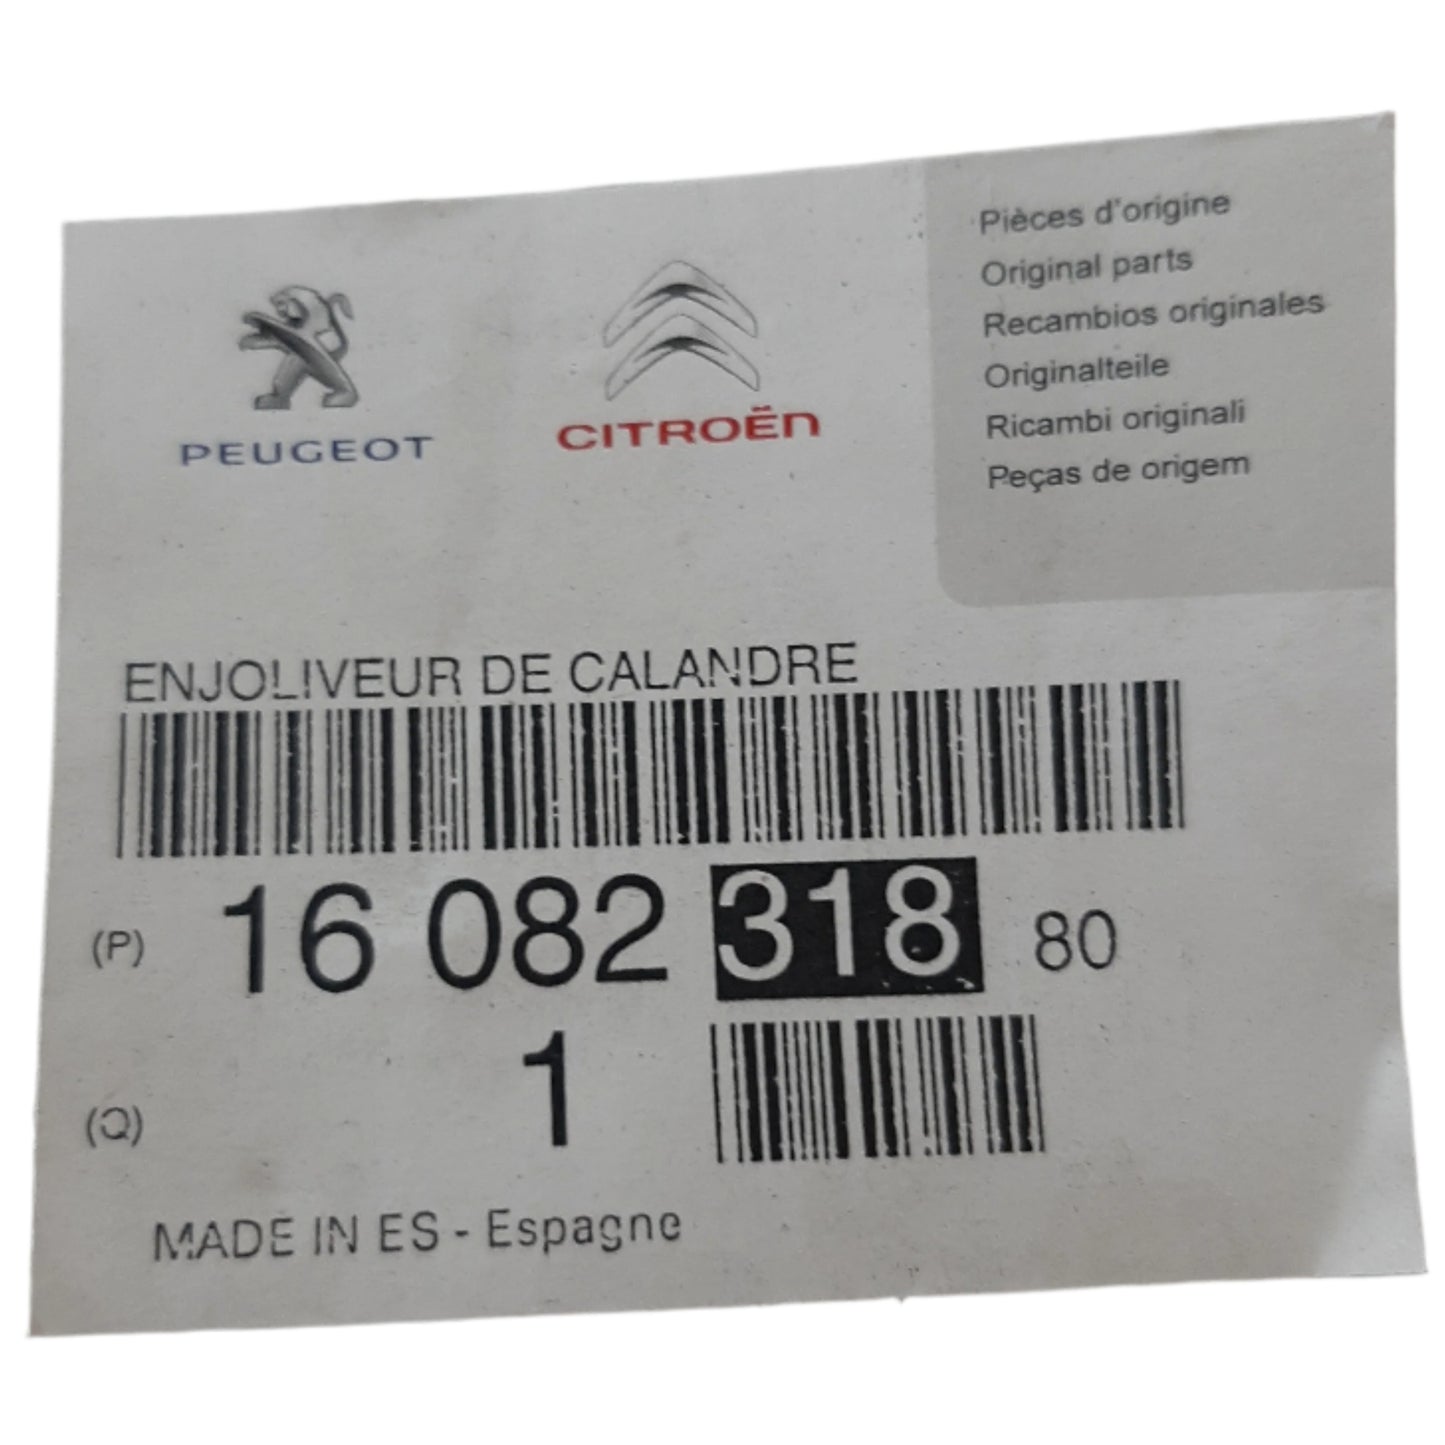 PEUGEOT
CITROËN
Pièces d'origine
Original parts
Recambios originales
Originalteile
Ricambi originali
Peças de origem
ENJOLIVEUR DE CALANDRE
(P) 16 082 318 80
(Q) 1
MADE IN ES - Espagne